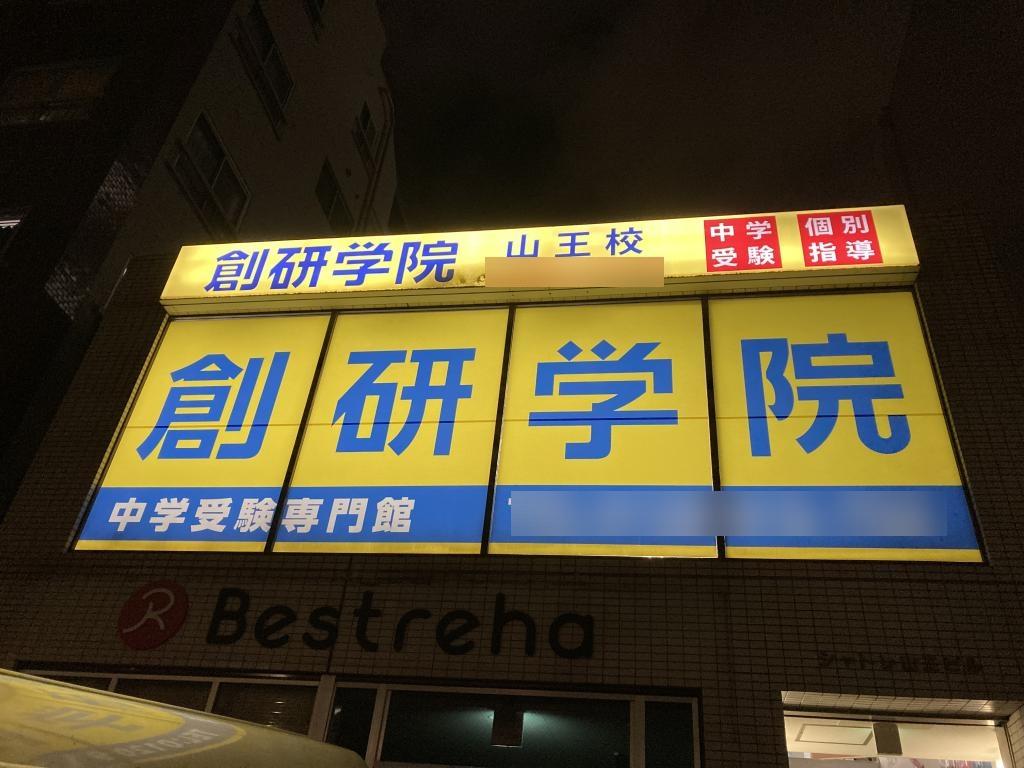 創研学院 山王校
中学受験 個別指導
創研学院
中学受験専門館
R Bestreha